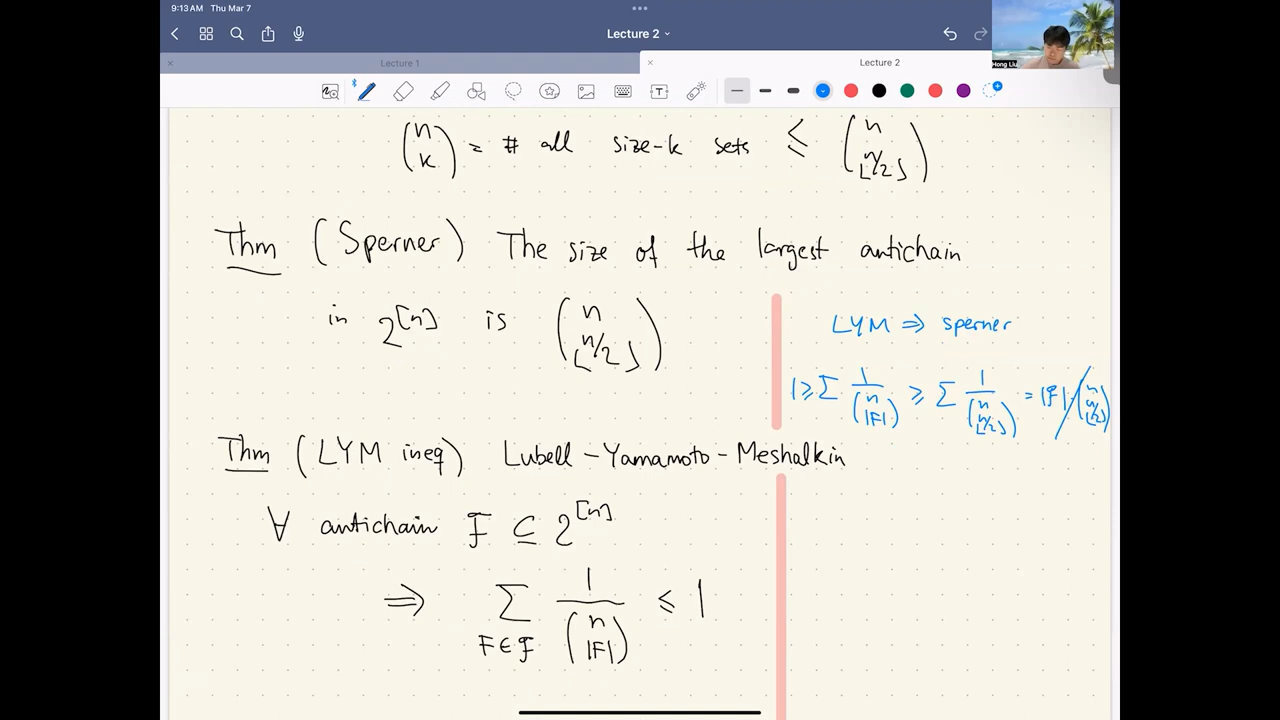 9:13 AM Thu Mar 7
Lecture 2
Lecture 1
Lecture 2
Hong Liu
(n k) = # all size-k sets ≤ (n ⌊n/2⌋)
Thm (Sperner) The size of the largest antichain
in 2^[n] is (n ⌊n/2⌋)
LYM ⇒ sperner
1 ≥ Σ 1/(n |F|) ≥ Σ 1/(n ⌊n/2⌋) = |F|/(n ⌊n/2⌋)
Thm (LYM ineq) Lubell-Yamamoto-Meshalkin
∀ antichain F ⊆ 2^[n]
⇒ Σ F∈F 1/(n |F|) ≤ 1